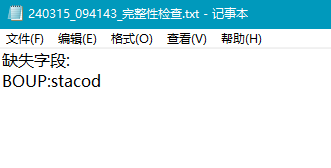 240315_094143_完整性检查.txt - 记事本
文件(F) 编辑(E) 格式(O) 查看(V) 帮助(H)
缺失字段:
BOUP:stacod